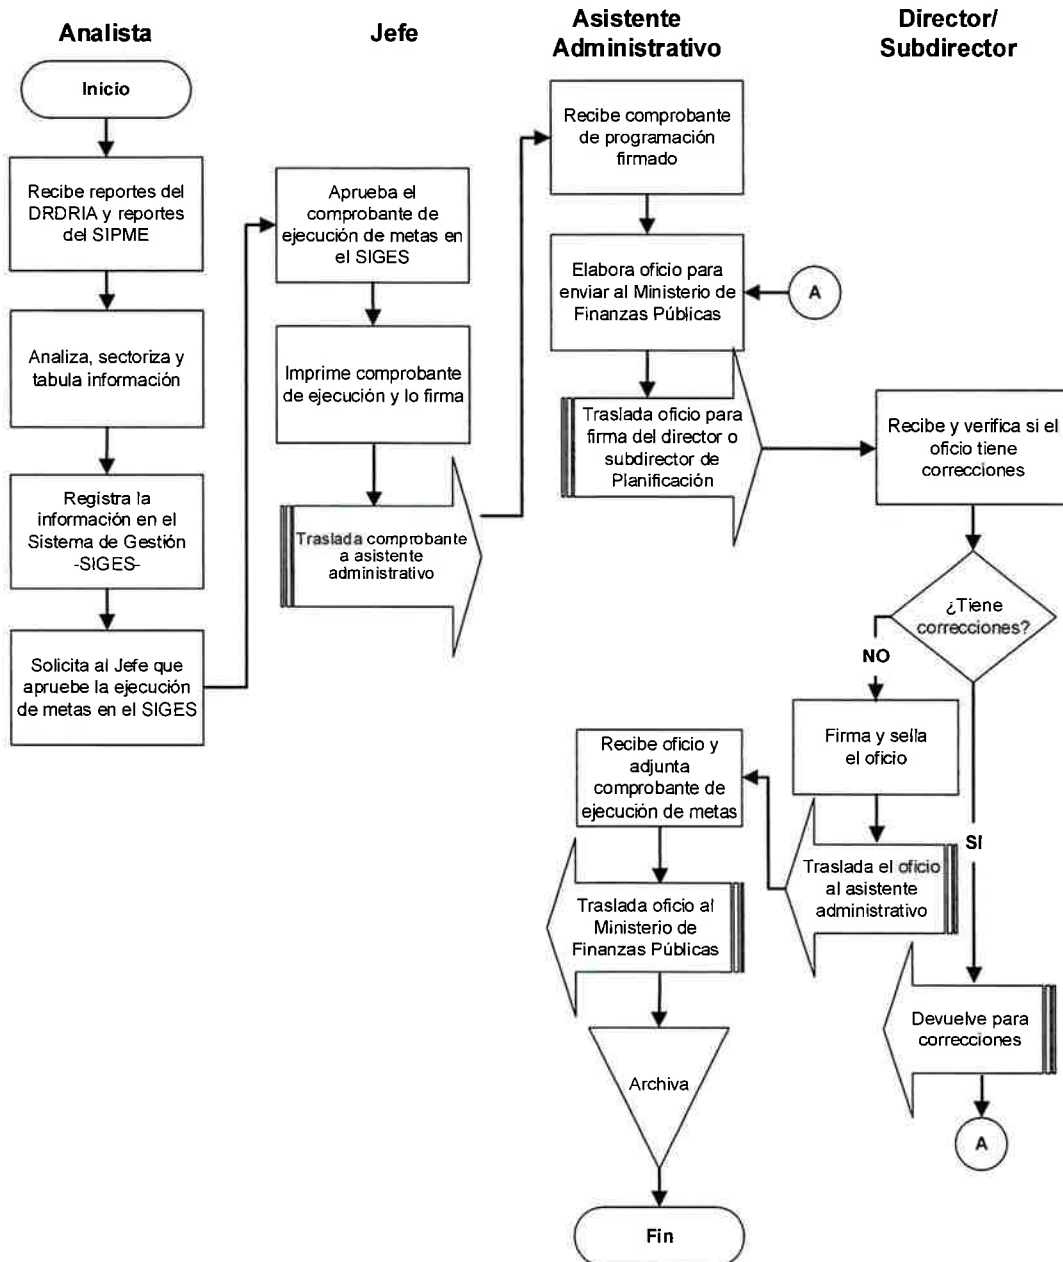 Analista
Inicio
Recibe reportes del
DRDRIA y reportes
del SIPME
Analiza, sectoriza y
tabula información
Registra la
información en el
Sistema de Gestión
-SIGES-
Solicita al Jefe que
apruebe la ejecución
de metas en el SIGES
Jefe
Aprueba el
comprobante de
ejecución de metas en
el SIGES
Imprime comprobante
de ejecución y lo firma
Traslada comprobante
a asistente
administrativo
Asistente
Administrativo
Recibe comprobante
de programación
firmado
Elabora oficio para
enviar al Ministerio de
Finanzas Públicas
A
Traslada oficio para
firma del director o
subdirector de
Planificación
Director/
Subdirector
Recibe y verifica si el
oficio tiene
correcciones
¿Tiene
correcciones?
NO
Firma y sella
el oficio
SI
Traslada el oficio
al asistente
administrativo
Devuelve para
correcciones
A
Recibe oficio y
adjunta
comprobante de
ejecución de metas
Traslada oficio al
Ministerio de
Finanzas Públicas
Archiva
Fin